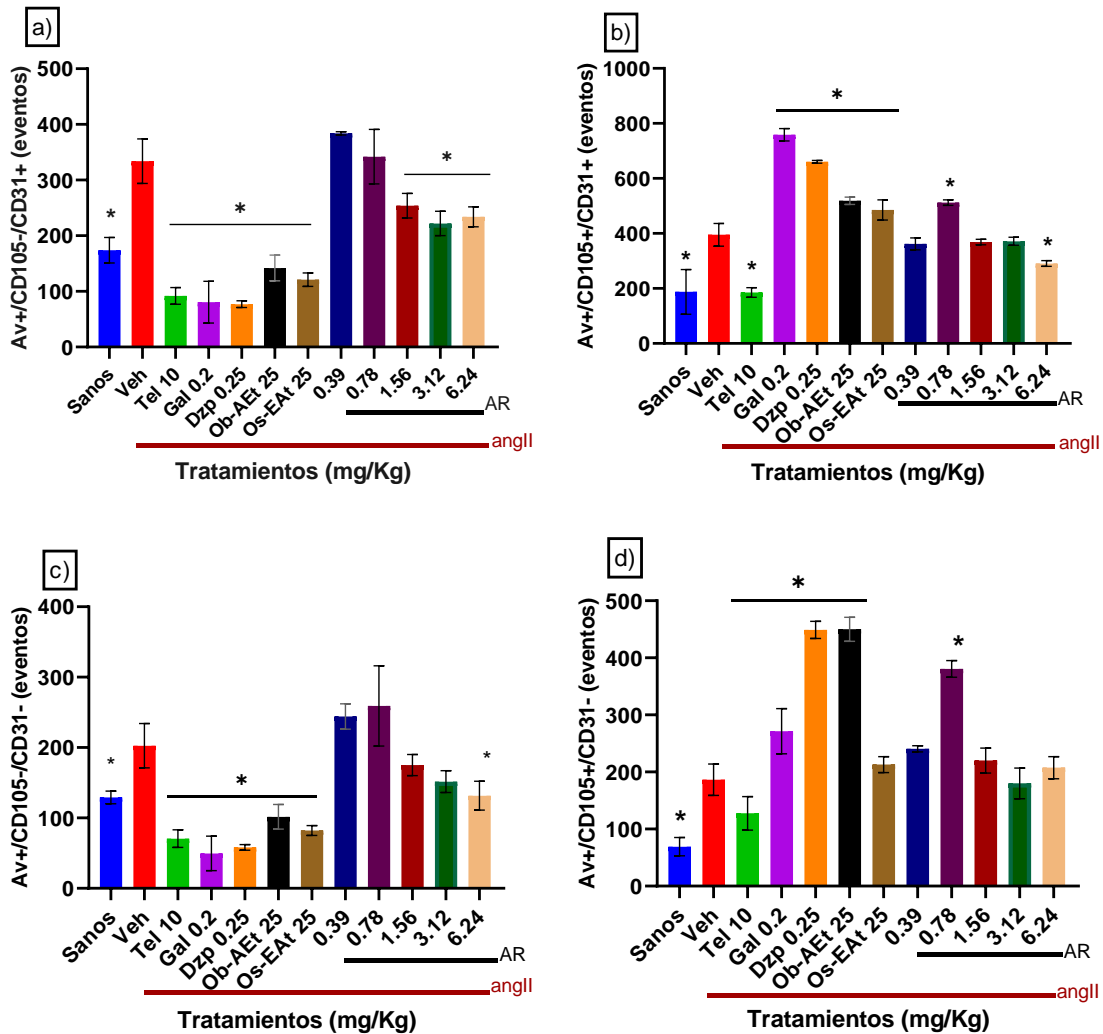 a)
Av+/CD105-/CD31+ (eventos)
500
400
300
200
100
0
*
*
*
Sanos
Veh
Tel 10
Gal 0.2
Dzp 0.25
Ob-AEt 25
Os-EAt 25
0.39
0.78
1.56
3.12
6.24
AR
angII
Tratamientos (mg/Kg)
b)
Av+/CD105+/CD31+ (eventos)
1000
800
600
400
200
0
*
*
*
*
*
Sanos
Veh
Tel 10
Gal 0.2
Dzp 0.25
Ob-AEt 25
Os-EAt 25
0.39
0.78
1.56
3.12
6.24
AR
angII
Tratamientos (mg/Kg)
c)
Av+/CD105-/CD31- (eventos)
400
300
200
100
0
*
*
*
Sanos
Veh
Tel 10
Gal 0.2
Dzp 0.25
Ob-AEt 25
Os-EAt 25
0.39
0.78
1.56
3.12
6.24
AR
angII
Tratamientos (mg/Kg)
d)
Av+/CD105+/CD31- (eventos)
500
400
300
200
100
0
*
*
*
Sanos
Veh
Tel 10
Gal 0.2
Dzp 0.25
Ob-AEt 25
Os-EAt 25
0.39
0.78
1.56
3.12
6.24
AR
angII
Tratamientos (mg/Kg)